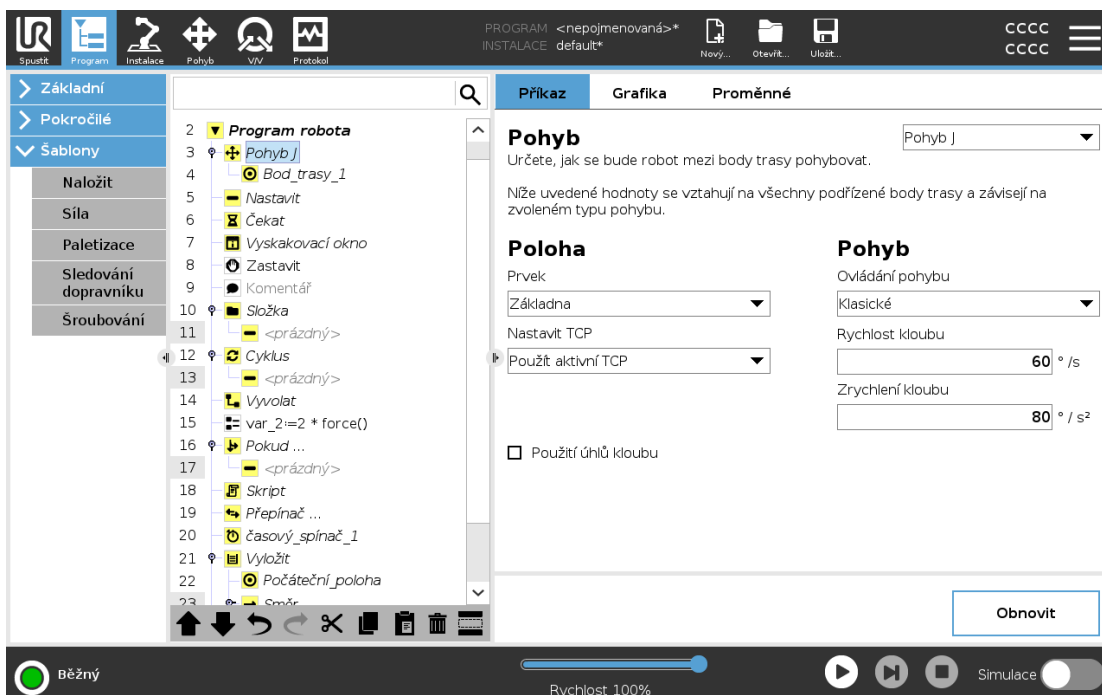 PROGRAM <nepojmenovaná>*
INSTALACE default*
CCCC
CCCC
Spustit
Program
Instalace
Pohyb
V/V
Protokol
Nový...
Otevřít...
Uložit...
Základní
Pokročilé
Šablony
Naložit
Síla
Paletizace
Sledování
dopravníku
Šroubování
2 Program robota
3 Pohyb J
4 Bod_trasy_1
5 Nastavit
6 Čekat
7 Vyskakovací okno
8 Zastavit
9 Komentář
10 Složka
11 <prázdný>
12 Cyklus
13 <prázdný>
14 Vyvolat
15 var_2:=2 * force()
16 Pokud ...
17 <prázdný>
18 Skript
19 Přepínač ...
20 časový_spínač_1
21 Vyložit
22 Počáteční_poloha
23 Směr
Příkaz
Grafika
Proměnné
Pohyb
Pohyb J
Určete, jak se bude robot mezi body trasy pohybovat.
Níže uvedené hodnoty se vztahují na všechny podřízené body trasy a závisejí na
zvoleném typu pohybu.
Poloha
Prvek
Základna
Nastavit TCP
Použít aktivní TCP
Použití úhlů kloubu
Pohyb
Ovládání pohybu
Klasické
Rychlost kloubu
60 ° /s
Zrychlení kloubu
80 ° / s²
Obnovit
Běžný
Rychlost 100%
Simulace